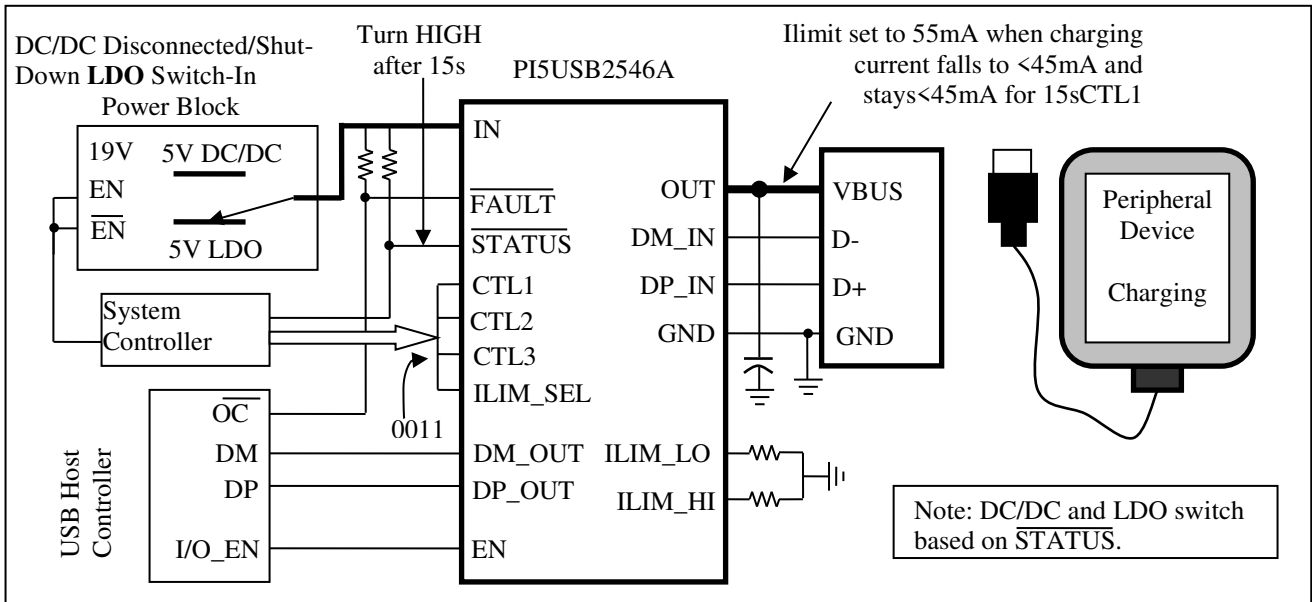 DC/DC Disconnected/Shut-
Down LDO Switch-In
Power Block
19V
5V DC/DC
EN
EN
5V LDO
System
Controller
Turn HIGH
after 15s
PI5USB2546A
IN
FAULT
STATUS
CTL1
CTL2
CTL3
ILIM_SEL
0011
DM_OUT
DP_OUT
EN
OUT
DM_IN
DP_IN
GND
ILIM_LO
ILIM_HI
USB Host
Controller
OC
DM
DP
I/O_EN
Ilimit set to 55mA when charging
current falls to <45mA and
stays<45mA for 15sCTL1
VBUS
D-
D+
GND
Peripheral
Device
Charging
Note: DC/DC and LDO switch
based on STATUS.